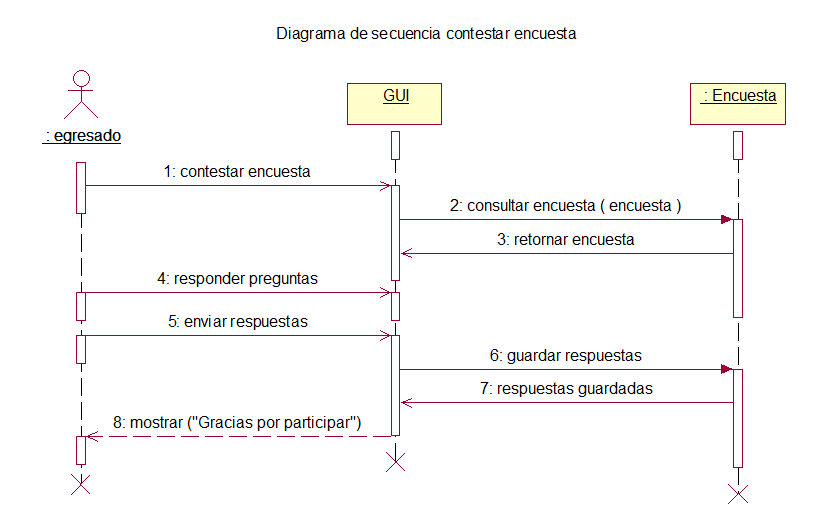 Diagrama de secuencia contestar encuesta
: egresado
GUI
: Encuesta
1: contestar encuesta
2: consultar encuesta ( encuesta )
3: retornar encuesta
4: responder preguntas
5: enviar respuestas
6: guardar respuestas
7: respuestas guardadas
8: mostrar ("Gracias por participar")